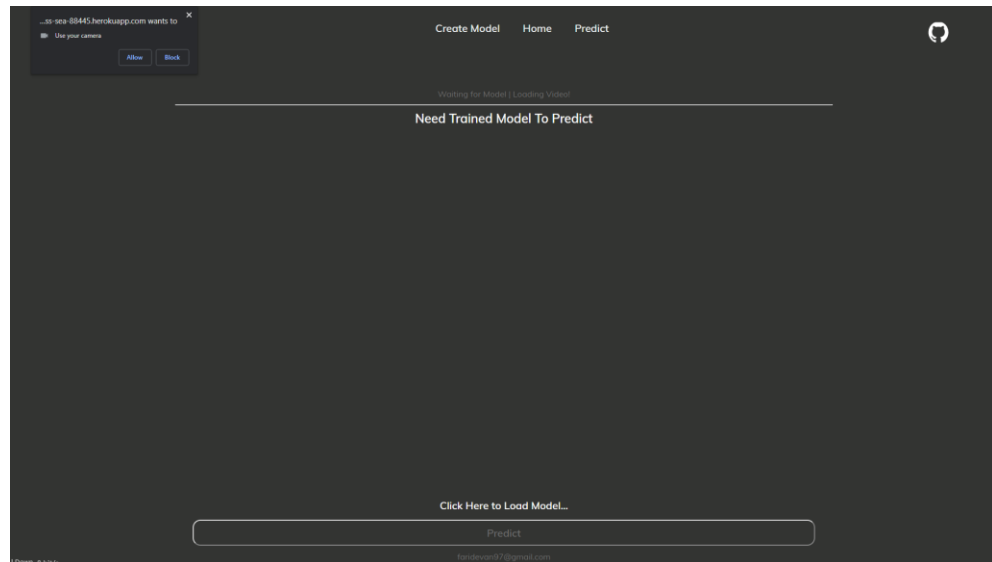 ...ss-sea-88445.herokuapp.com wants to
Use your camera
Allow Block
Create Model Home Predict
Waiting for Model | Loading Video!
Need Trained Model To Predict
Click Here to Load Model...
Predict
faridevan97@gmail.com